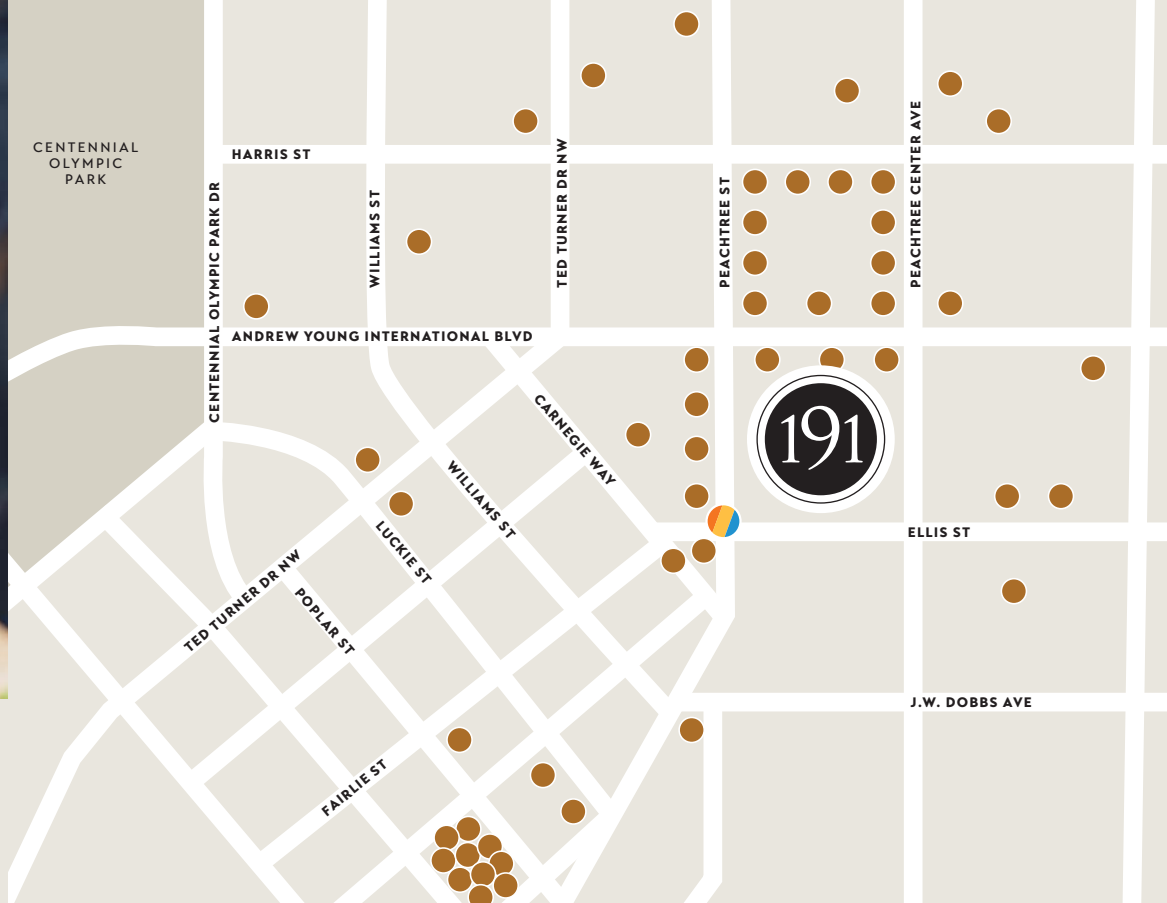 CENTENNIAL
OLYMPIC
PARK
HARRIS ST
CENTENNIAL OLYMPIC PARK DR
WILLIAMS ST
TED TURNER DR NW
PEACHTREE ST
PEACHTREE CENTER AVE
ANDREW YOUNG INTERNATIONAL BLVD
CARNEGIE WAY
191
WILLIAMS ST
LUCKIE ST
ELLIS ST
TED TURNER DR NW
POPLAR ST
J.W. DOBBS AVE
FAIRLIE ST